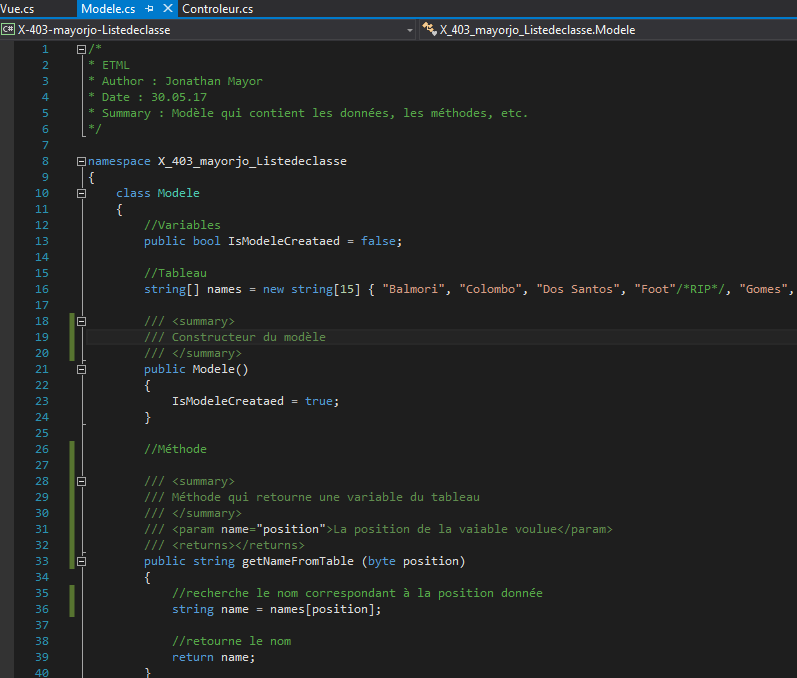 Vue.cs Modele.cs Controleur.cs
C# X-403-mayorjo-Listedeclasse X_403_mayorjo_Listedeclasse.Modele
1 /*
2 * ETML
3 * Author : Jonathan Mayor
4 * Date : 30.05.17
5 * Summary : Modèle qui contient les données, les méthodes, etc.
6 */
7
8 namespace X_403_mayorjo_Listedeclasse
9 {
10 class Modele
11 {
12 //Variables
13 public bool IsModeleCreataed = false;
14
15 //Tableau
16 string[] names = new string[15] { "Balmori", "Colombo", "Dos Santos", "Foot"/*RIP*/, "Gomes",
17
18 /// <summary>
19 /// Constructeur du modèle
20 /// </summary>
21 public Modele()
22 {
23 IsModeleCreataed = true;
24 }
25
26 //Méthode
27
28 /// <summary>
29 /// Méthode qui retourne une variable du tableau
30 /// </summary>
31 /// <param name="position">La position de la vaiable voulue</param>
32 /// <returns></returns>
33 public string getNameFromTable (byte position)
34 {
35 //recherche le nom correspondant à la position donnée
36 string name = names[position];
37
38 //retourne le nom
39 return name;
40 }